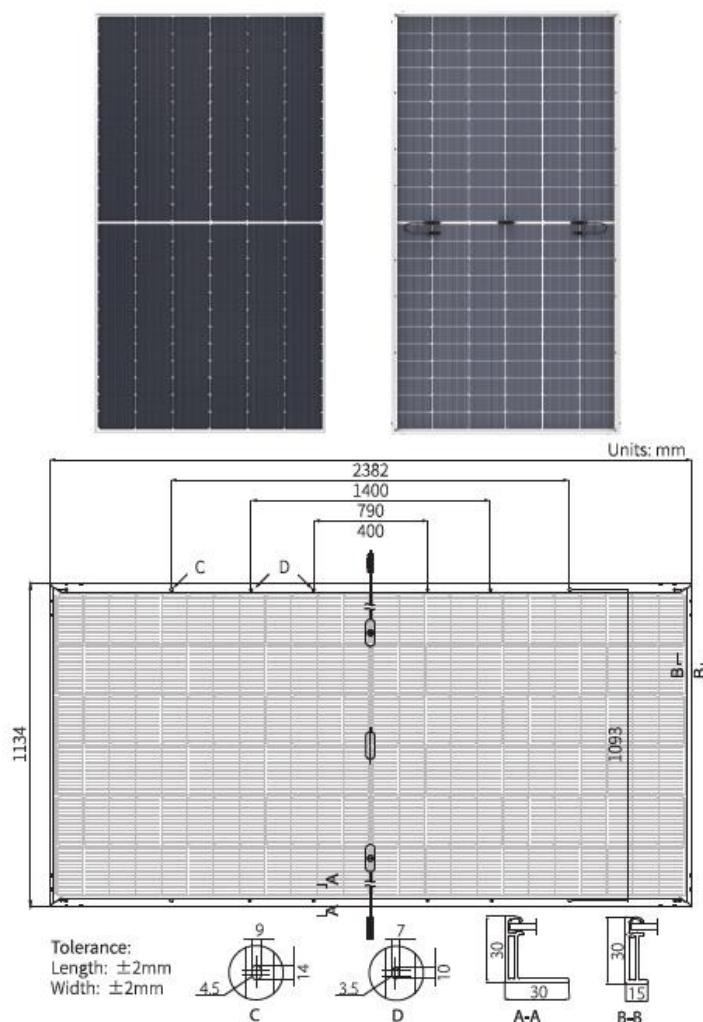 Units: mm
2382
1400
790
400
C
D
B
B
1134
1093
A
A
Tolerance:
Length: ±2mm
Width: ±2mm
9
14
4.5
C
7
10
3.5
D
30
30
A-A
30
15
B-B